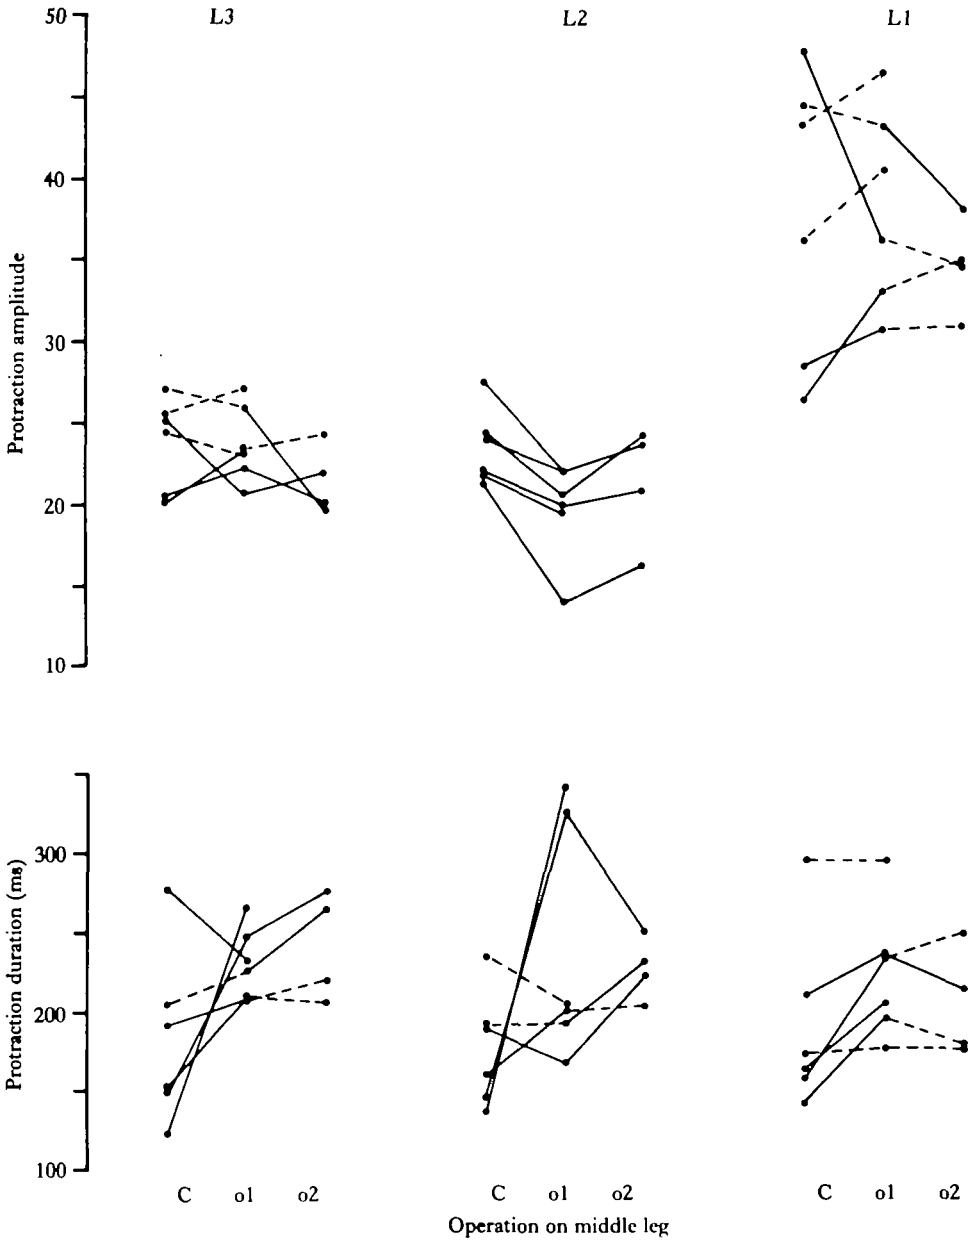 L3 L2 L1
50
40
30
20
10
Protraction amplitude
300
200
100
Protraction duration (ms)
C o1 o2 C o1 o2 C o1 o2
Operation on middle leg